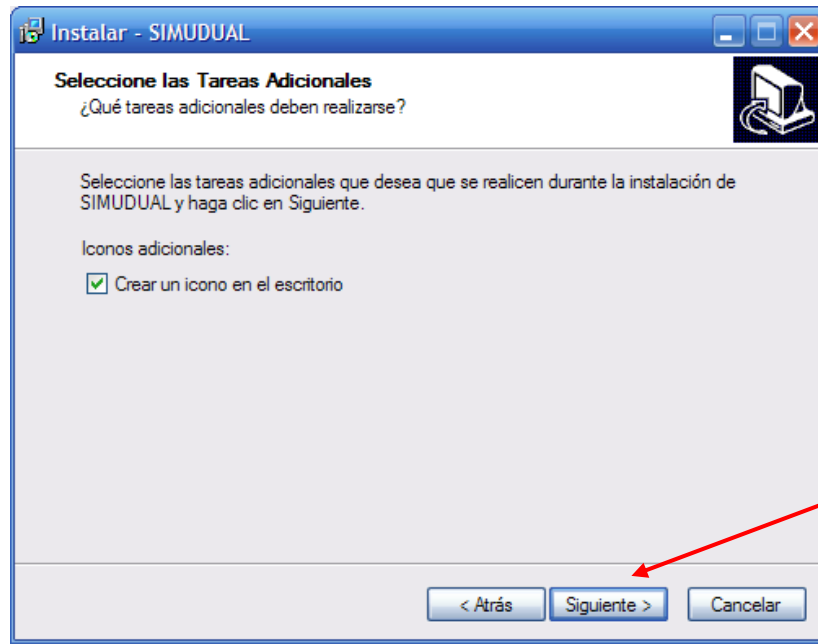 Instalar - SIMUDUAL
Seleccione las Tareas Adicionales
¿Qué tareas adicionales deben realizarse?
Seleccione las tareas adicionales que desea que se realicen durante la instalación de
SIMUDUAL y haga clic en Siguiente.
Iconos adicionales:
Crear un icono en el escritorio
< Atrás Siguiente > Cancelar